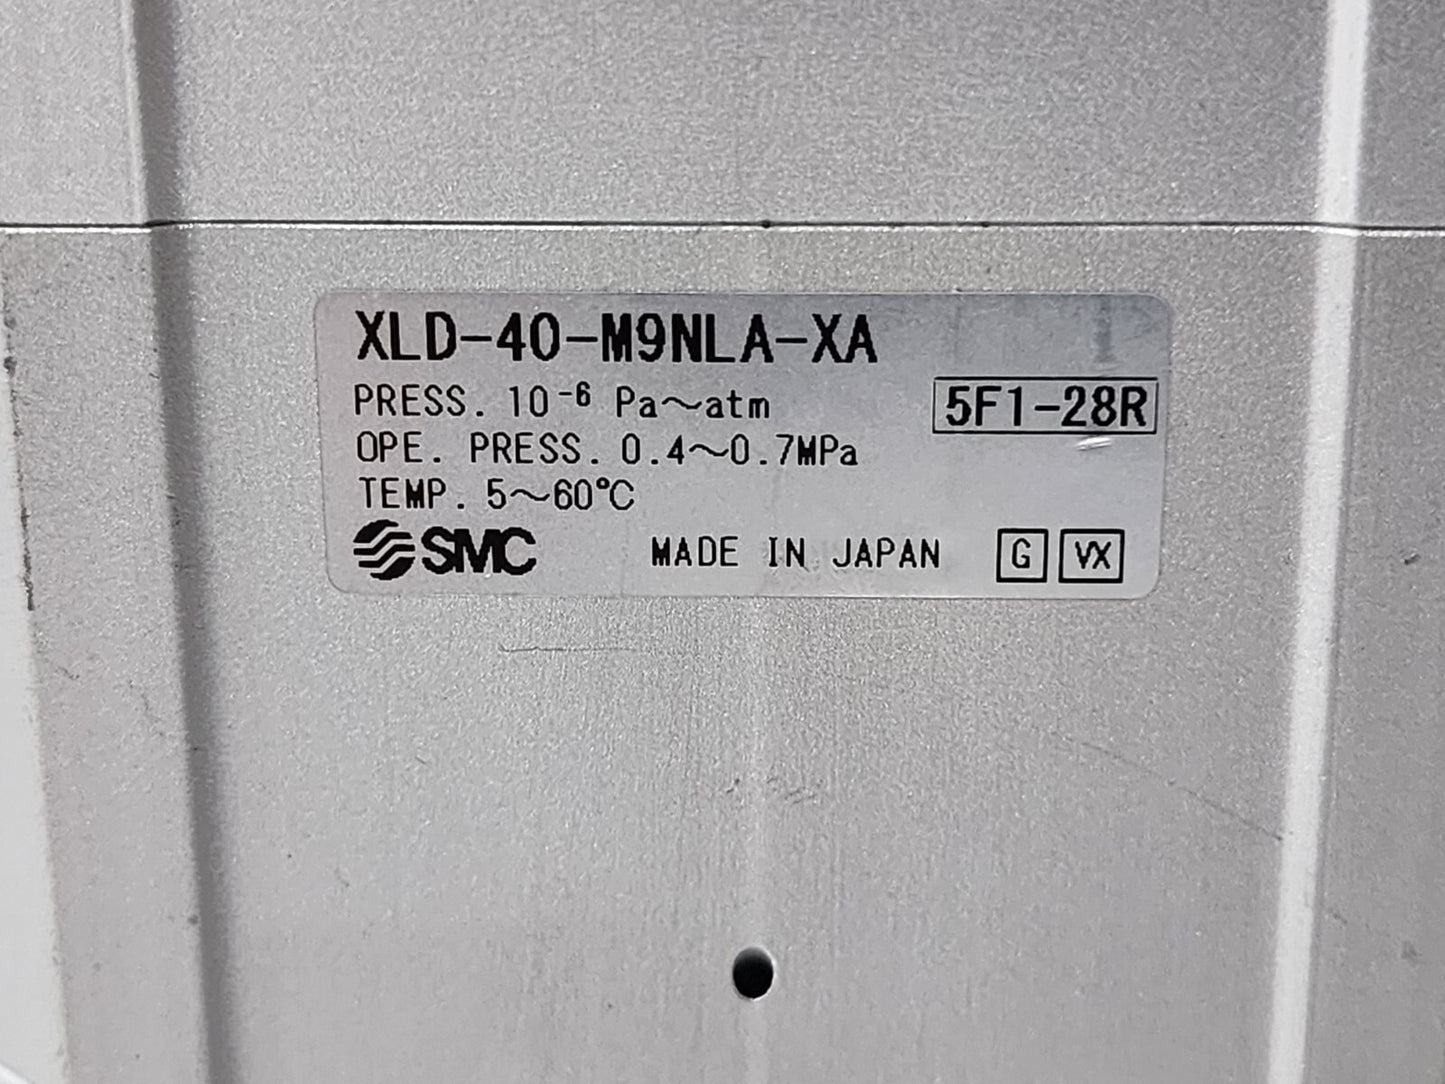 XLD-40-M9NLA-XA
PRESS. 10⁻⁶ Pa～atm
5F1-28R
OPE. PRESS. 0.4～0.7MPa
TEMP. 5～60℃
SMC MADE IN JAPAN G VX